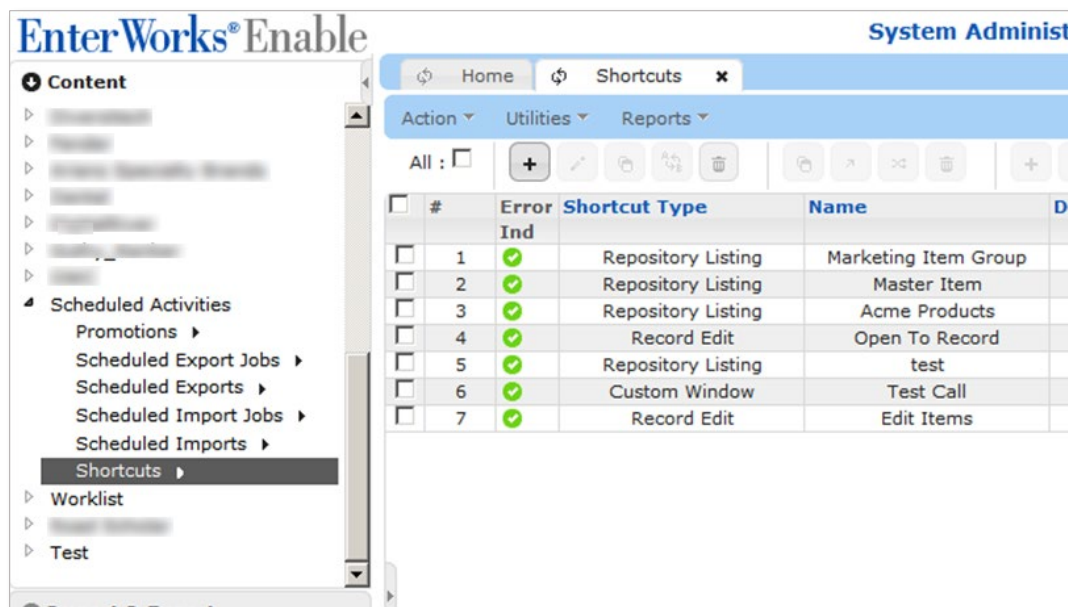 EnterWorks® Enable
System Administ
Content
Scheduled Activities
Promotions
Scheduled Export Jobs
Scheduled Exports
Scheduled Import Jobs
Scheduled Imports
Shortcuts
Worklist
Test
Home Shortcuts
Action Utilities Reports
All :
# Error Ind Shortcut Type Name D
1 Repository Listing Marketing Item Group
2 Repository Listing Master Item
3 Repository Listing Acme Products
4 Record Edit Open To Record
5 Repository Listing test
6 Custom Window Test Call
7 Record Edit Edit Items